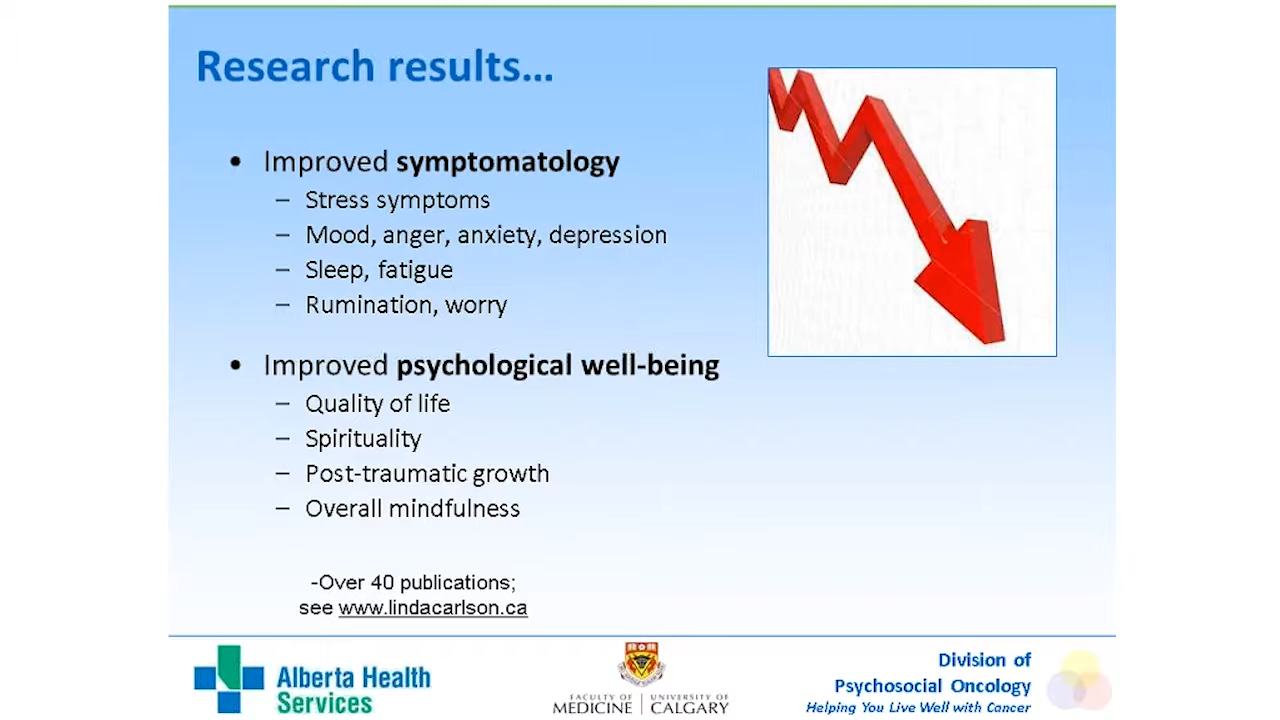 Research results…
• Improved symptomatology
– Stress symptoms
– Mood, anger, anxiety, depression
– Sleep, fatigue
– Rumination, worry
• Improved psychological well-being
– Quality of life
– Spirituality
– Post-traumatic growth
– Overall mindfulness
-Over 40 publications;
see www.lindacarlson.ca
Alberta Health
Services
FACULTY OF
MEDICINE
UNIVERSITY OF
CALGARY
Division of
Psychosocial Oncology
Helping You Live Well with Cancer